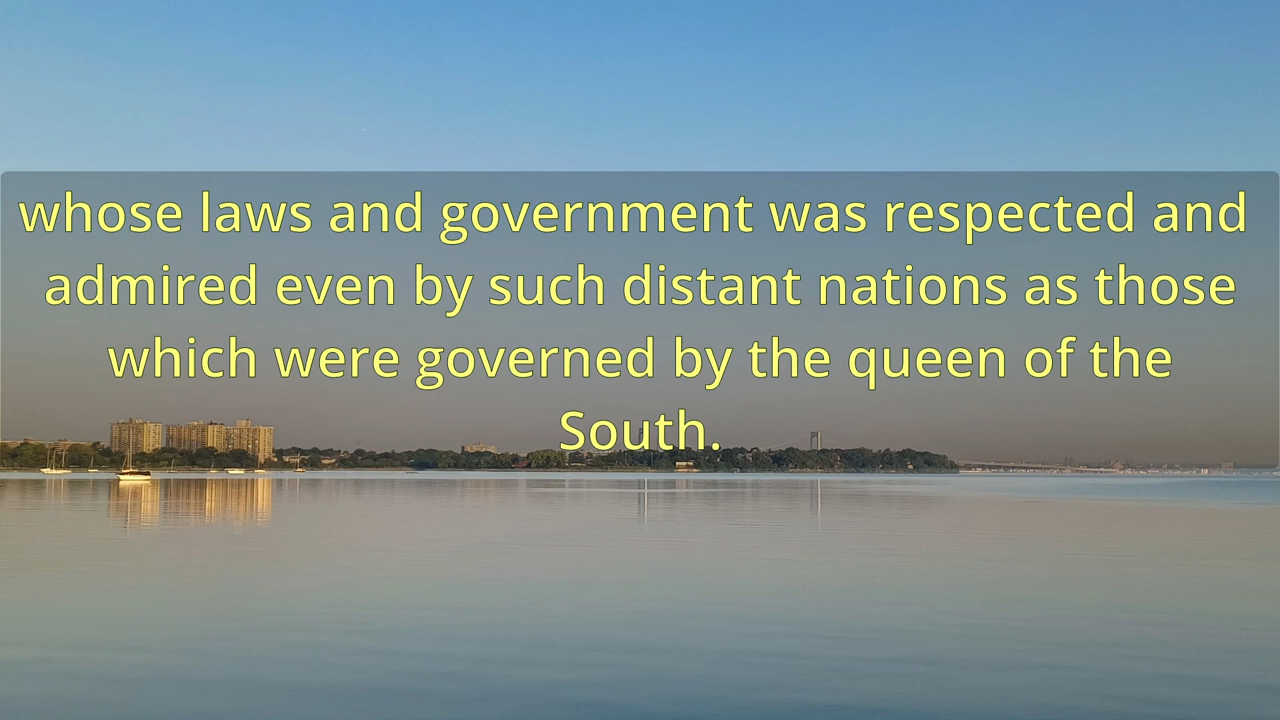 whose laws and government was respected and
admired even by such distant nations as those
which were governed by the queen of the
South.